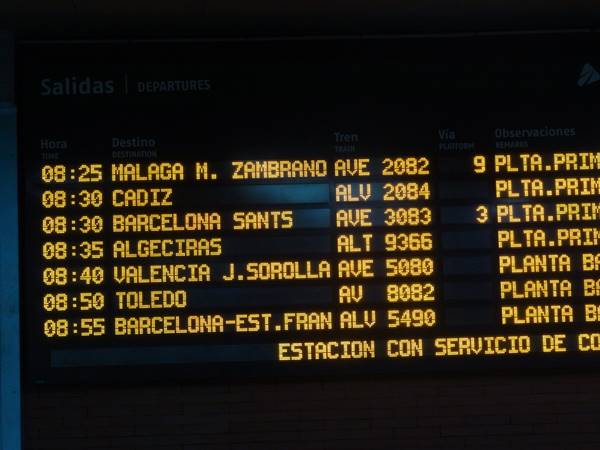 Salidas | DEPARTURES
Hora Destino Tren Vía Observaciones
TIME DESTINATION TRAIN PLATFORM REMARKS
08:25 MALAGA M. ZAMBRANO AVE 2082 9 PLTA.PRIM
08:30 CADIZ ALV 2084 PLTA.PRIM
08:30 BARCELONA SANTS AVE 3083 3 PLTA.PRIM
08:35 ALGECIRAS ALT 9366 PLTA.PRIM
08:40 VALENCIA J.SOROLLA AVE 5080 PLANTA BA
08:50 TOLEDO AV 8082 PLANTA BA
08:55 BARCELONA-EST.FRAN ALV 5490 PLANTA BA
ESTACION CON SERVICIO DE CO